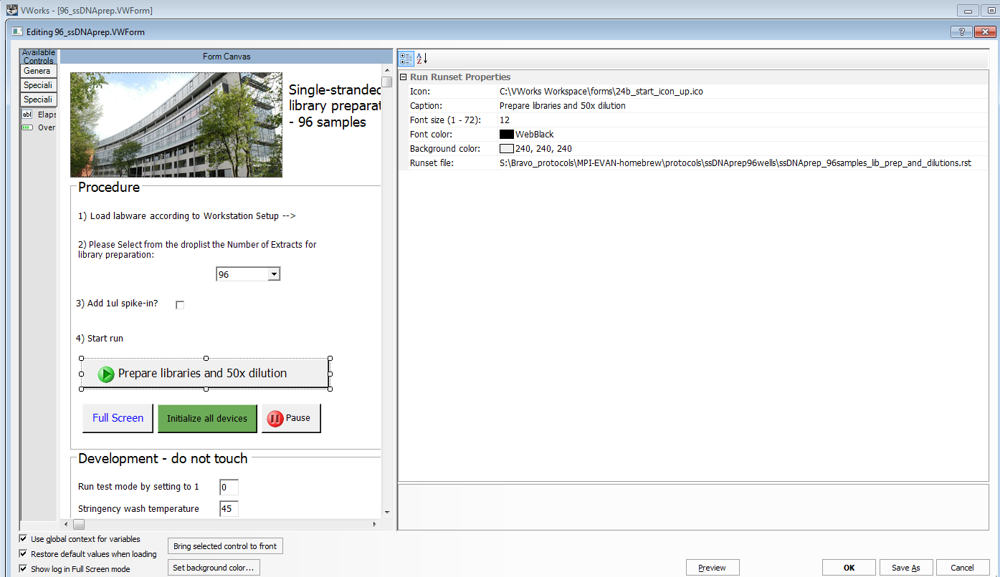 VWorks - [96_ssDNAprep.VWForm]
Editing 96_ssDNAprep.VWForm
Available
Controls
Form Canvas
Genera
Speciali
Speciali
abl Elaps
Over
Single-stranded
library preparat
- 96 samples
Procedure
1) Load labware according to Workstation Setup -->
2) Please Select from the droplist the Number of Extracts for
library preparation:
96
3) Add 1ul spike-in?
4) Start run
Prepare libraries and 50x dilution
Full Screen
Initialize all devices
Pause
Development - do not touch
Run test mode by setting to 1 0
Stringency wash temperature 45
Use global context for variables
Restore default values when loading
Show log in Full Screen mode
Bring selected control to front
Set background color...
A
Z
Run Runset Properties
Icon: C:\VWorks Workspace\forms\24b_start_icon_up.ico
Caption: Prepare libraries and 50x dilution
Font size (1 - 72): 12
Font color: WebBlack
Background color: 240, 240, 240
Runset file: S:\Bravo_protocols\MPI-EVAN-homebrew\protocols\ssDNAprep96wells\ssDNAprep_96samples_lib_prep_and_dilutions.rst
Preview
OK
Save As
Cancel